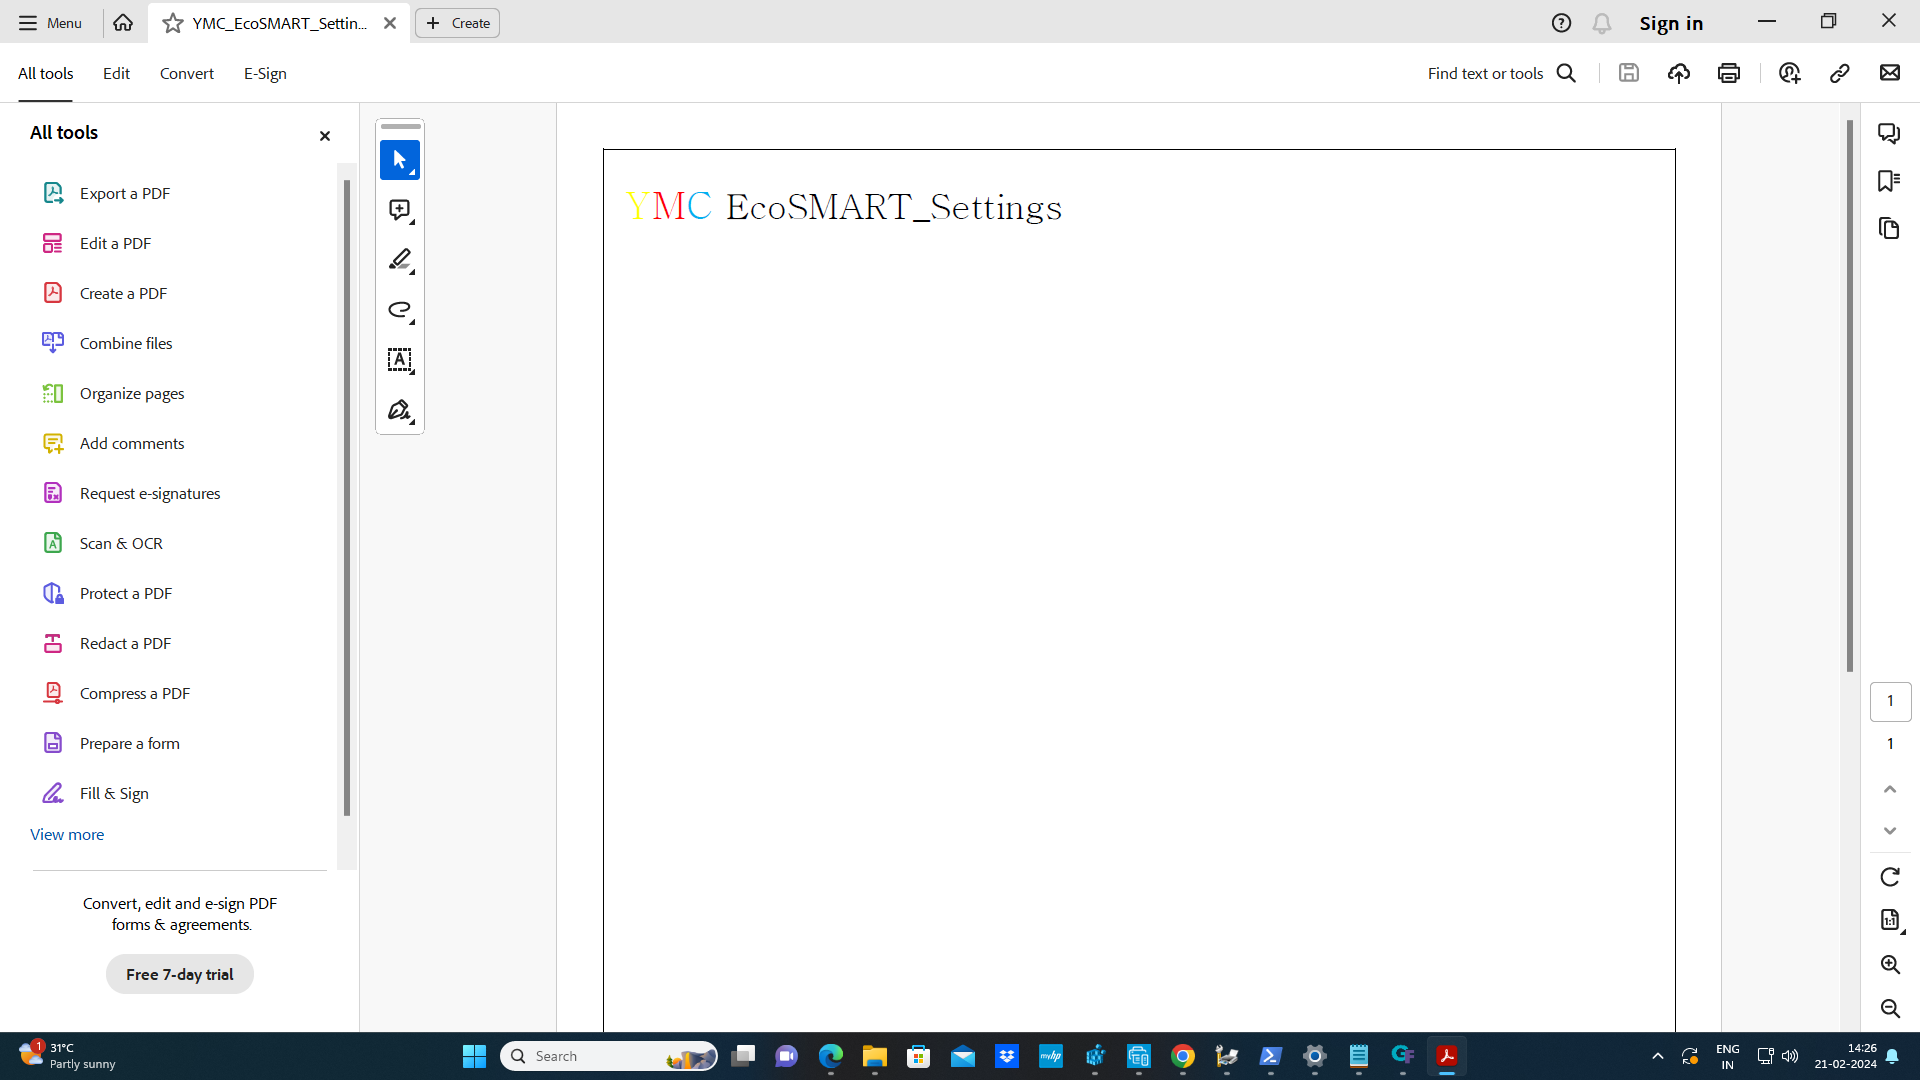 Menu
YMC_EcoSMART_Settin...
Create
Sign in
All tools
Edit
Convert
E-Sign
Find text or tools
All tools
Export a PDF
Edit a PDF
Create a PDF
Combine files
Organize pages
Add comments
Request e-signatures
Scan & OCR
Protect a PDF
Redact a PDF
Compress a PDF
Prepare a form
Fill & Sign
View more
Convert, edit and e-sign PDF
forms & agreements.
Free 7-day trial
YMC EcoSMART_Settings
1
1
1
31°C
Partly sunny
Search
myhp
ENG
IN
14:26
21-02-2024